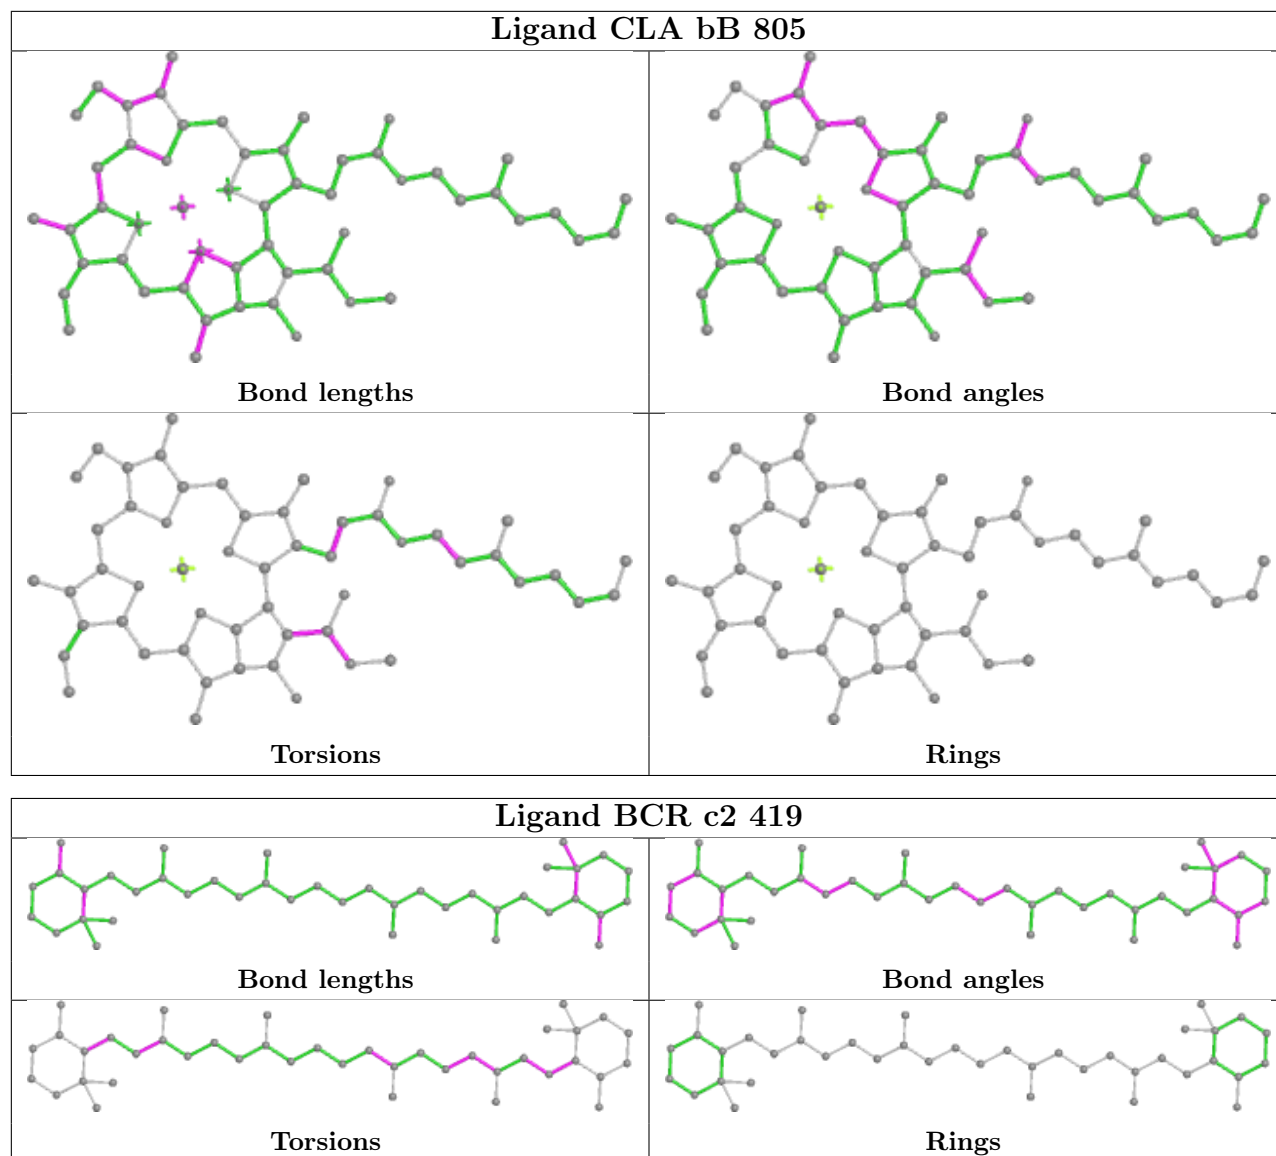 Ligand CLA bB 805
Bond lengths
Bond angles
Torsions
Rings
Ligand BCR c2 419
Bond lengths
Bond angles
Torsions
Rings